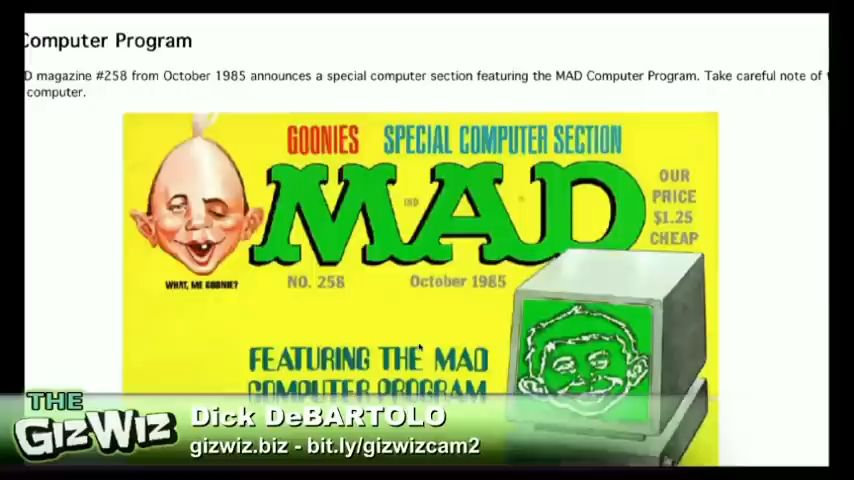 Computer Program
D magazine #258 from October 1985 announces a special computer section featuring the MAD Computer Program. Take careful note of
computer.
GOONIES SPECIAL COMPUTER SECTION
MAD
IND
OUR
PRICE
$1.25
CHEAP
WHAT, ME GOONIE?
NO. 258 October 1985
FEATURING THE MAD
COMPUTER PROGRAM
THE
GizWiz
Dick DeBARTOLO
gizwiz.biz - bit.ly/gizwizcam2